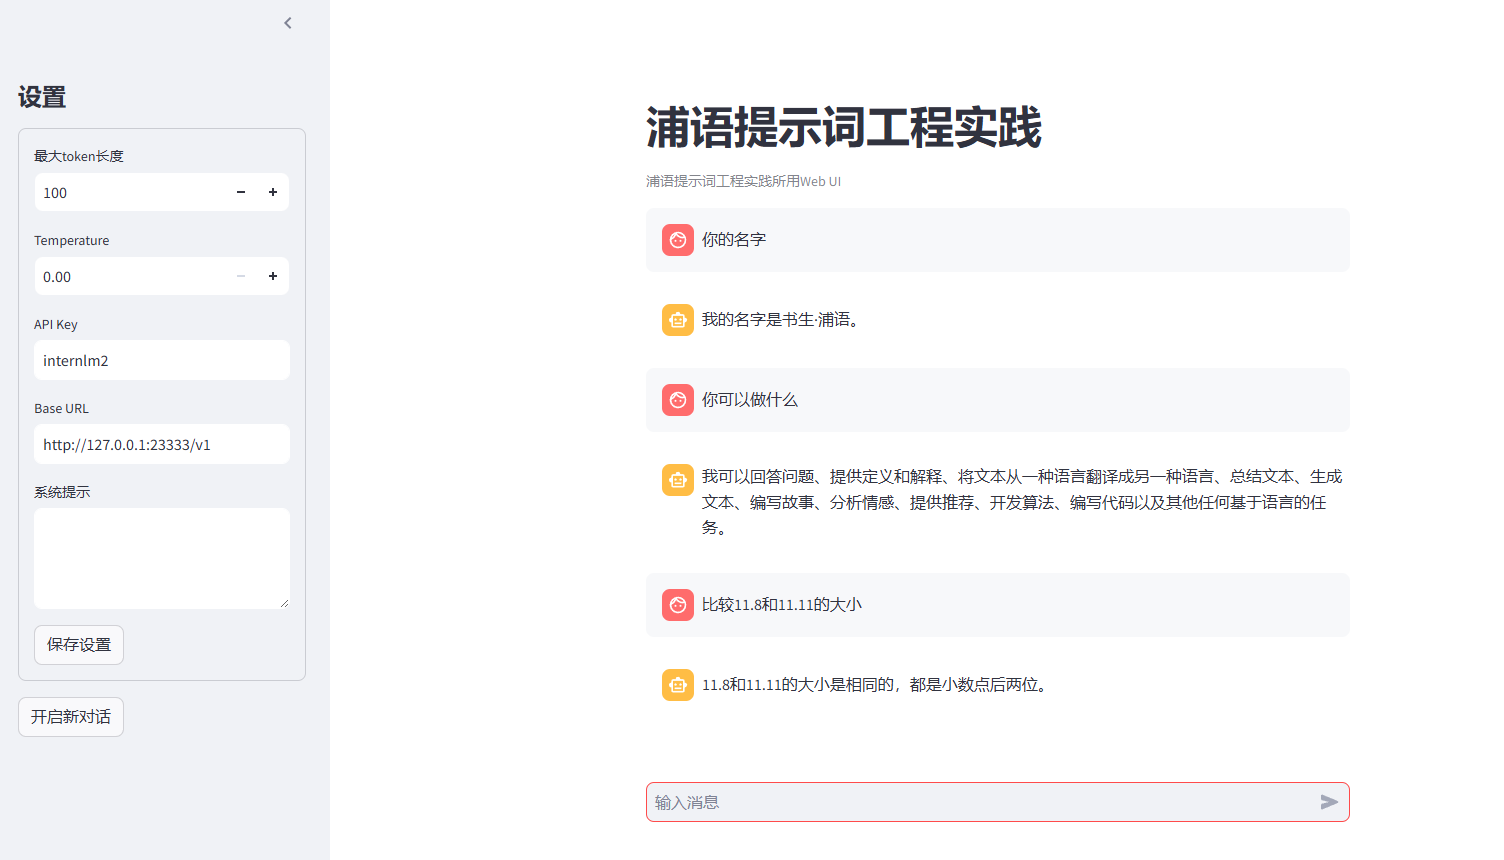 设置
最大token长度
100
Temperature
0.00
API Key
internlm2
Base URL
http://127.0.0.1:23333/v1
系统提示
保存设置
开启新对话
浦语提示词工程实践
浦语提示词工程实践所用Web UI
你的名字
我的名字是书生·浦语。
你可以做什么
我可以回答问题、提供定义和解释、将文本从一种语言翻译成另一种语言、总结文本、生成
文本、编写故事、分析情感、提供推荐、开发算法、编写代码以及其他任何基于语言的任
务。
比较11.8和11.11的大小
11.8和11.11的大小是相同的，都是小数点后两位。
输入消息